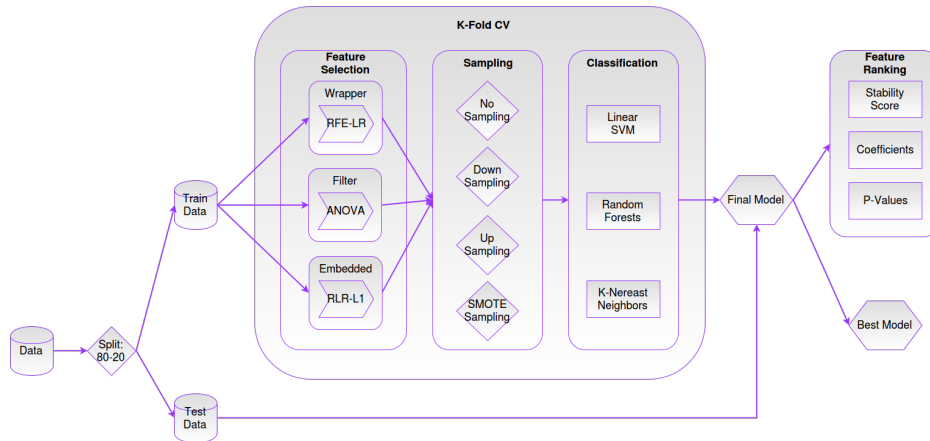 K-Fold CV
Feature
Selection
Wrapper
RFE-LR
Filter
ANOVA
Embedded
RLR-L1
Sampling
No
Sampling
Down
Sampling
Up
Sampling
SMOTE
Sampling
Classification
Linear
SVM
Random
Forests
K-Nereast
Neighbors
Feature
Ranking
Stability
Score
Coefficients
P-Values
Train
Data
Final Model
Data
Split:
80-20
Best Model
Test
Data